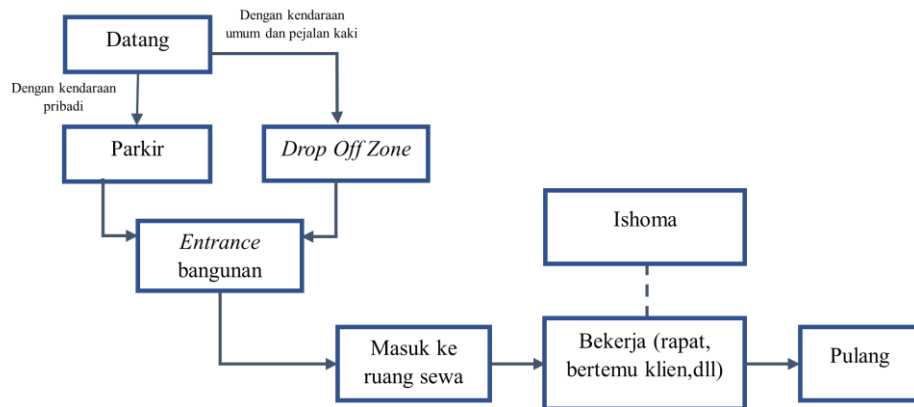 Dengan kendaraan
umum dan pejalan kaki
Datang
Dengan kendaraan
pribadi
Parkir
Drop Off Zone
Entrance
bangunan
Ishoma
Masuk ke
ruang sewa
Bekerja (rapat,
bertemu klien,dll)
Pulang